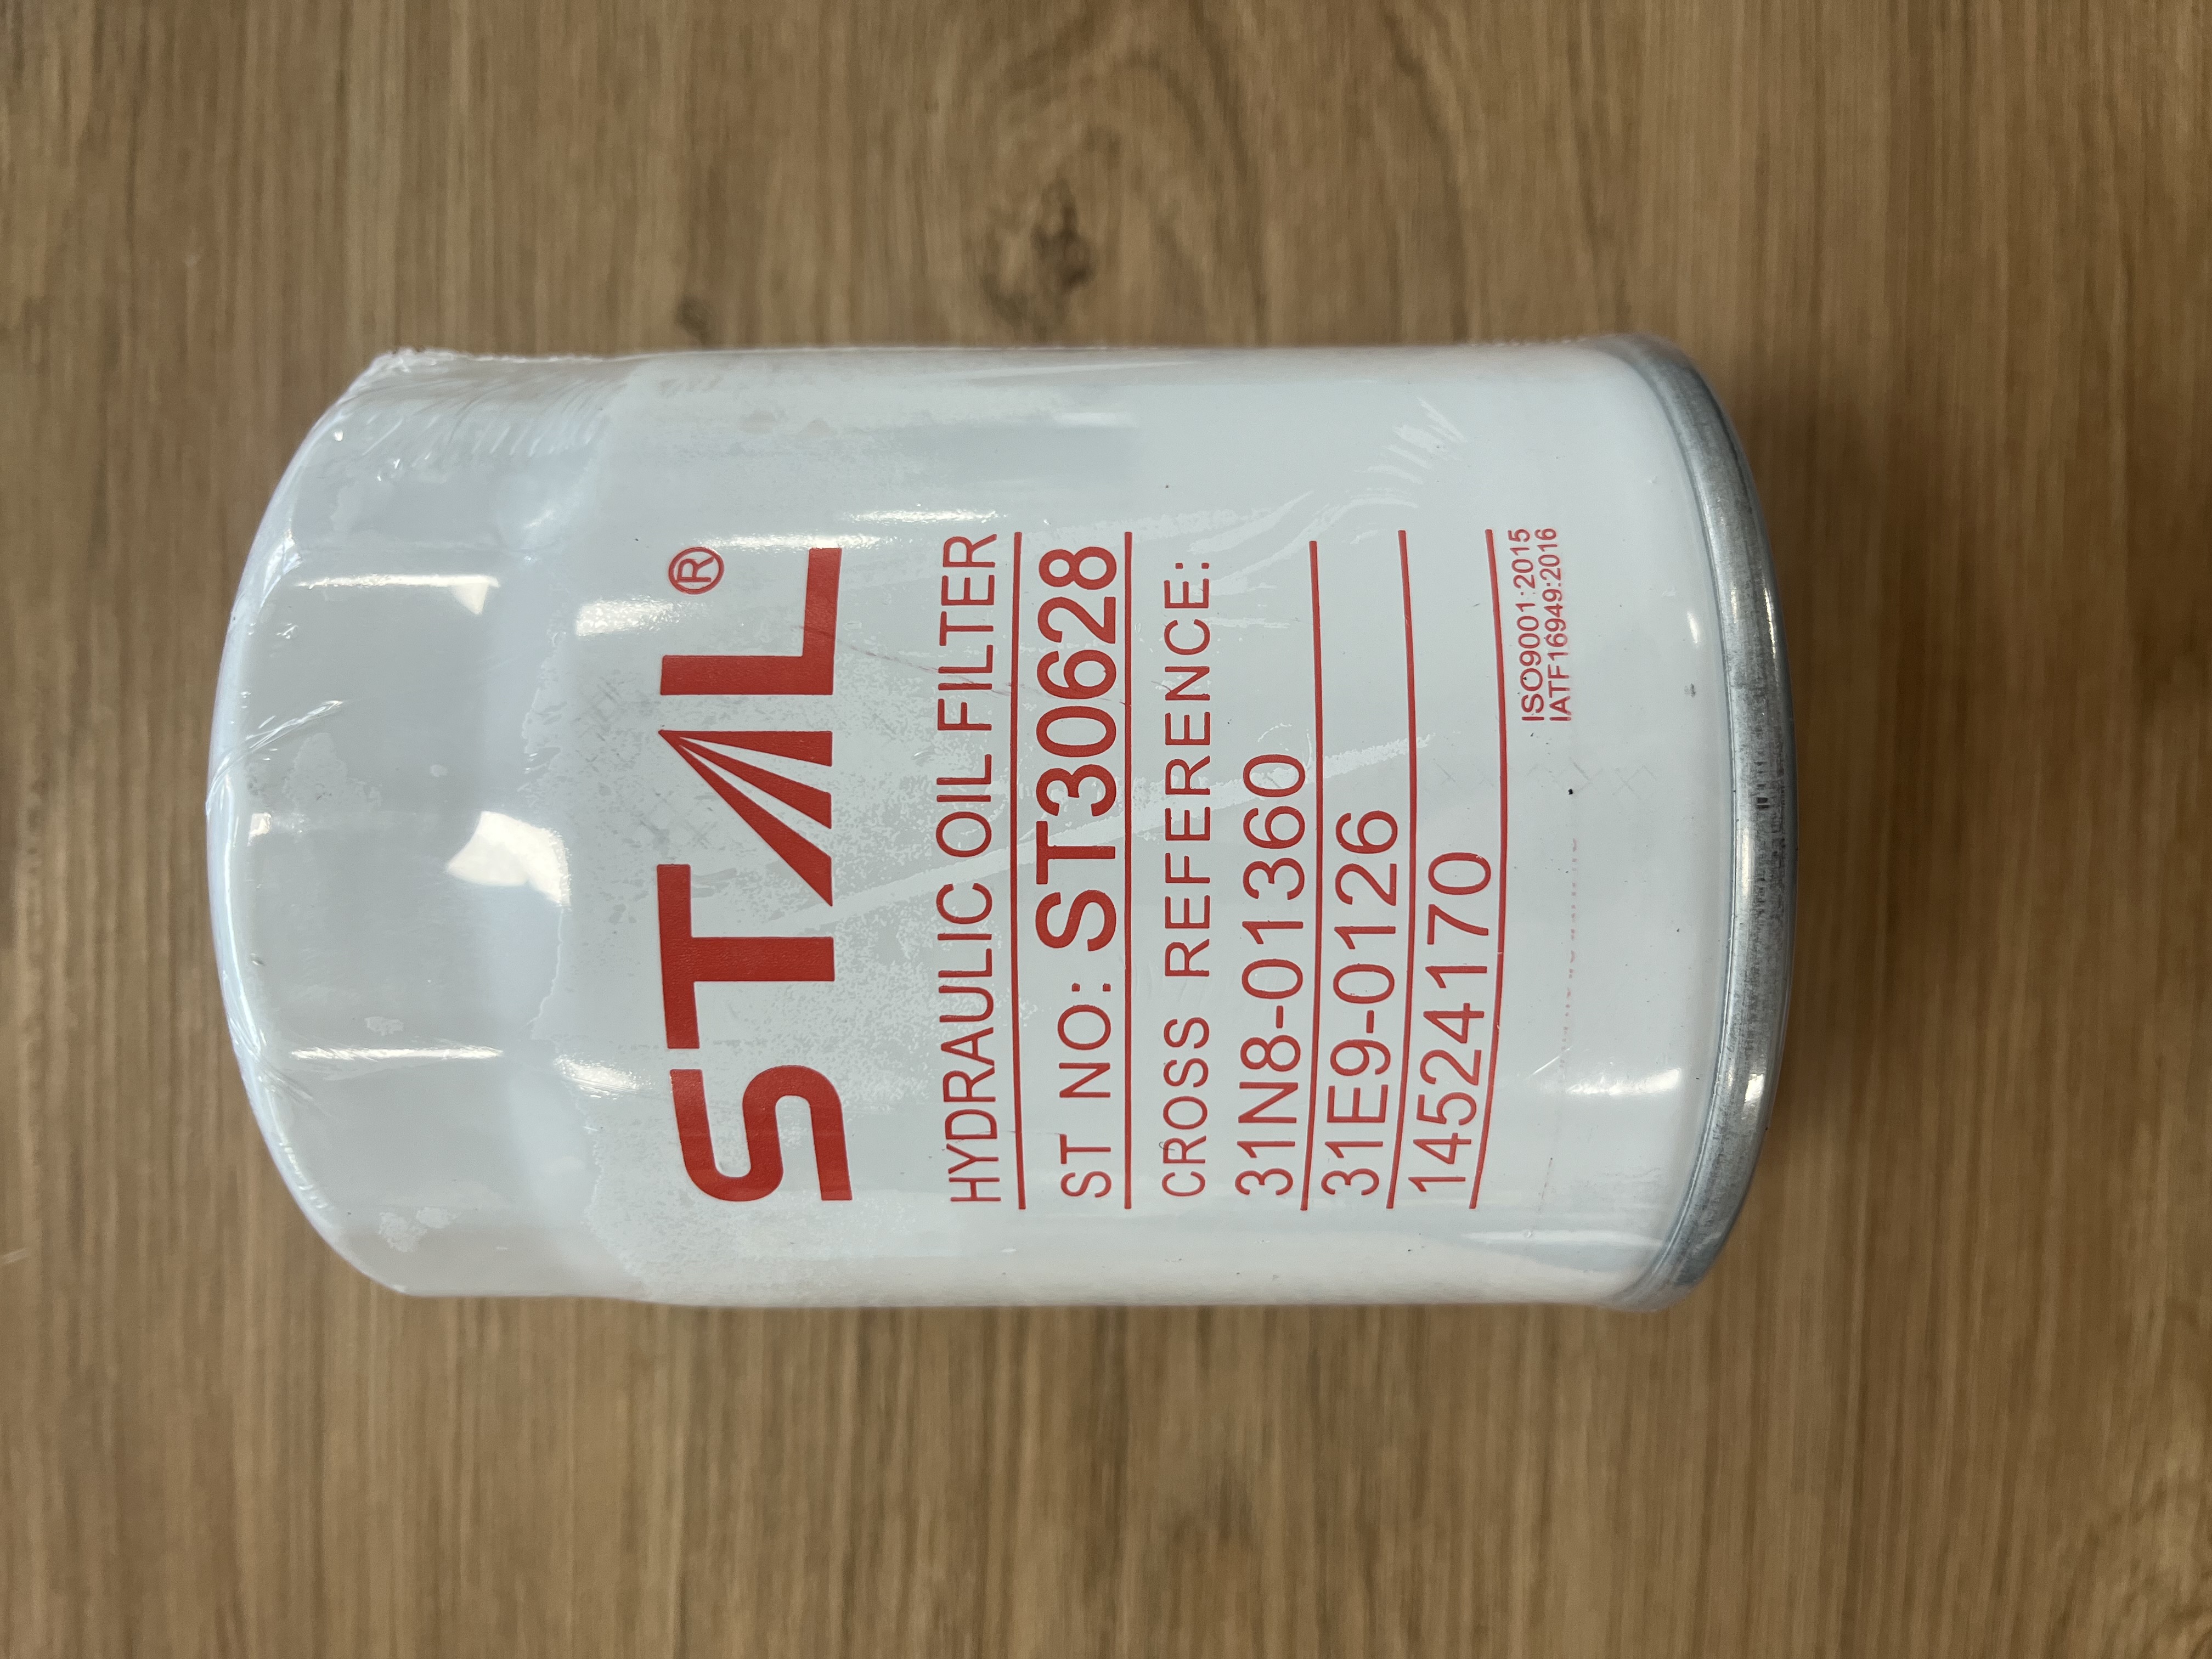 STAL®
HYDRAULIC OIL FILTER
ST NO: ST30628
CROSS REFERENCE:
31N8-01360
31E9-0126
14524170
ISO9001:2015
IATF16949:2016